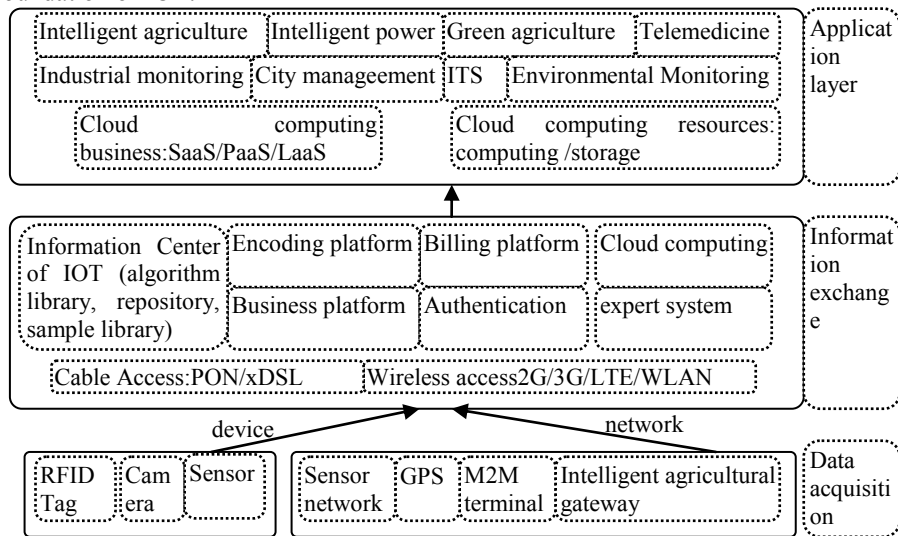 Intelligent agriculture Intelligent power Green agriculture Telemedicine
Industrial monitoring City manageement ITS Environmental Monitoring
Cloud computing
business:SaaS/PaaS/LaaS
Cloud computing resources:
computing /storage
Applicat
ion
layer
Information Center
of IOT (algorithm
library, repository,
sample library)
Encoding platform Billing platform Cloud computing
Business platform Authentication expert system
Cable Access:PON/xDSL Wireless access2G/3G/LTE/WLAN
Informat
ion
exchang
e
device network
RFID
Tag
Cam
era
Sensor
Sensor
network
GPS
M2M
terminal
Intelligent agricultural
gateway
Data
acquisiti
on